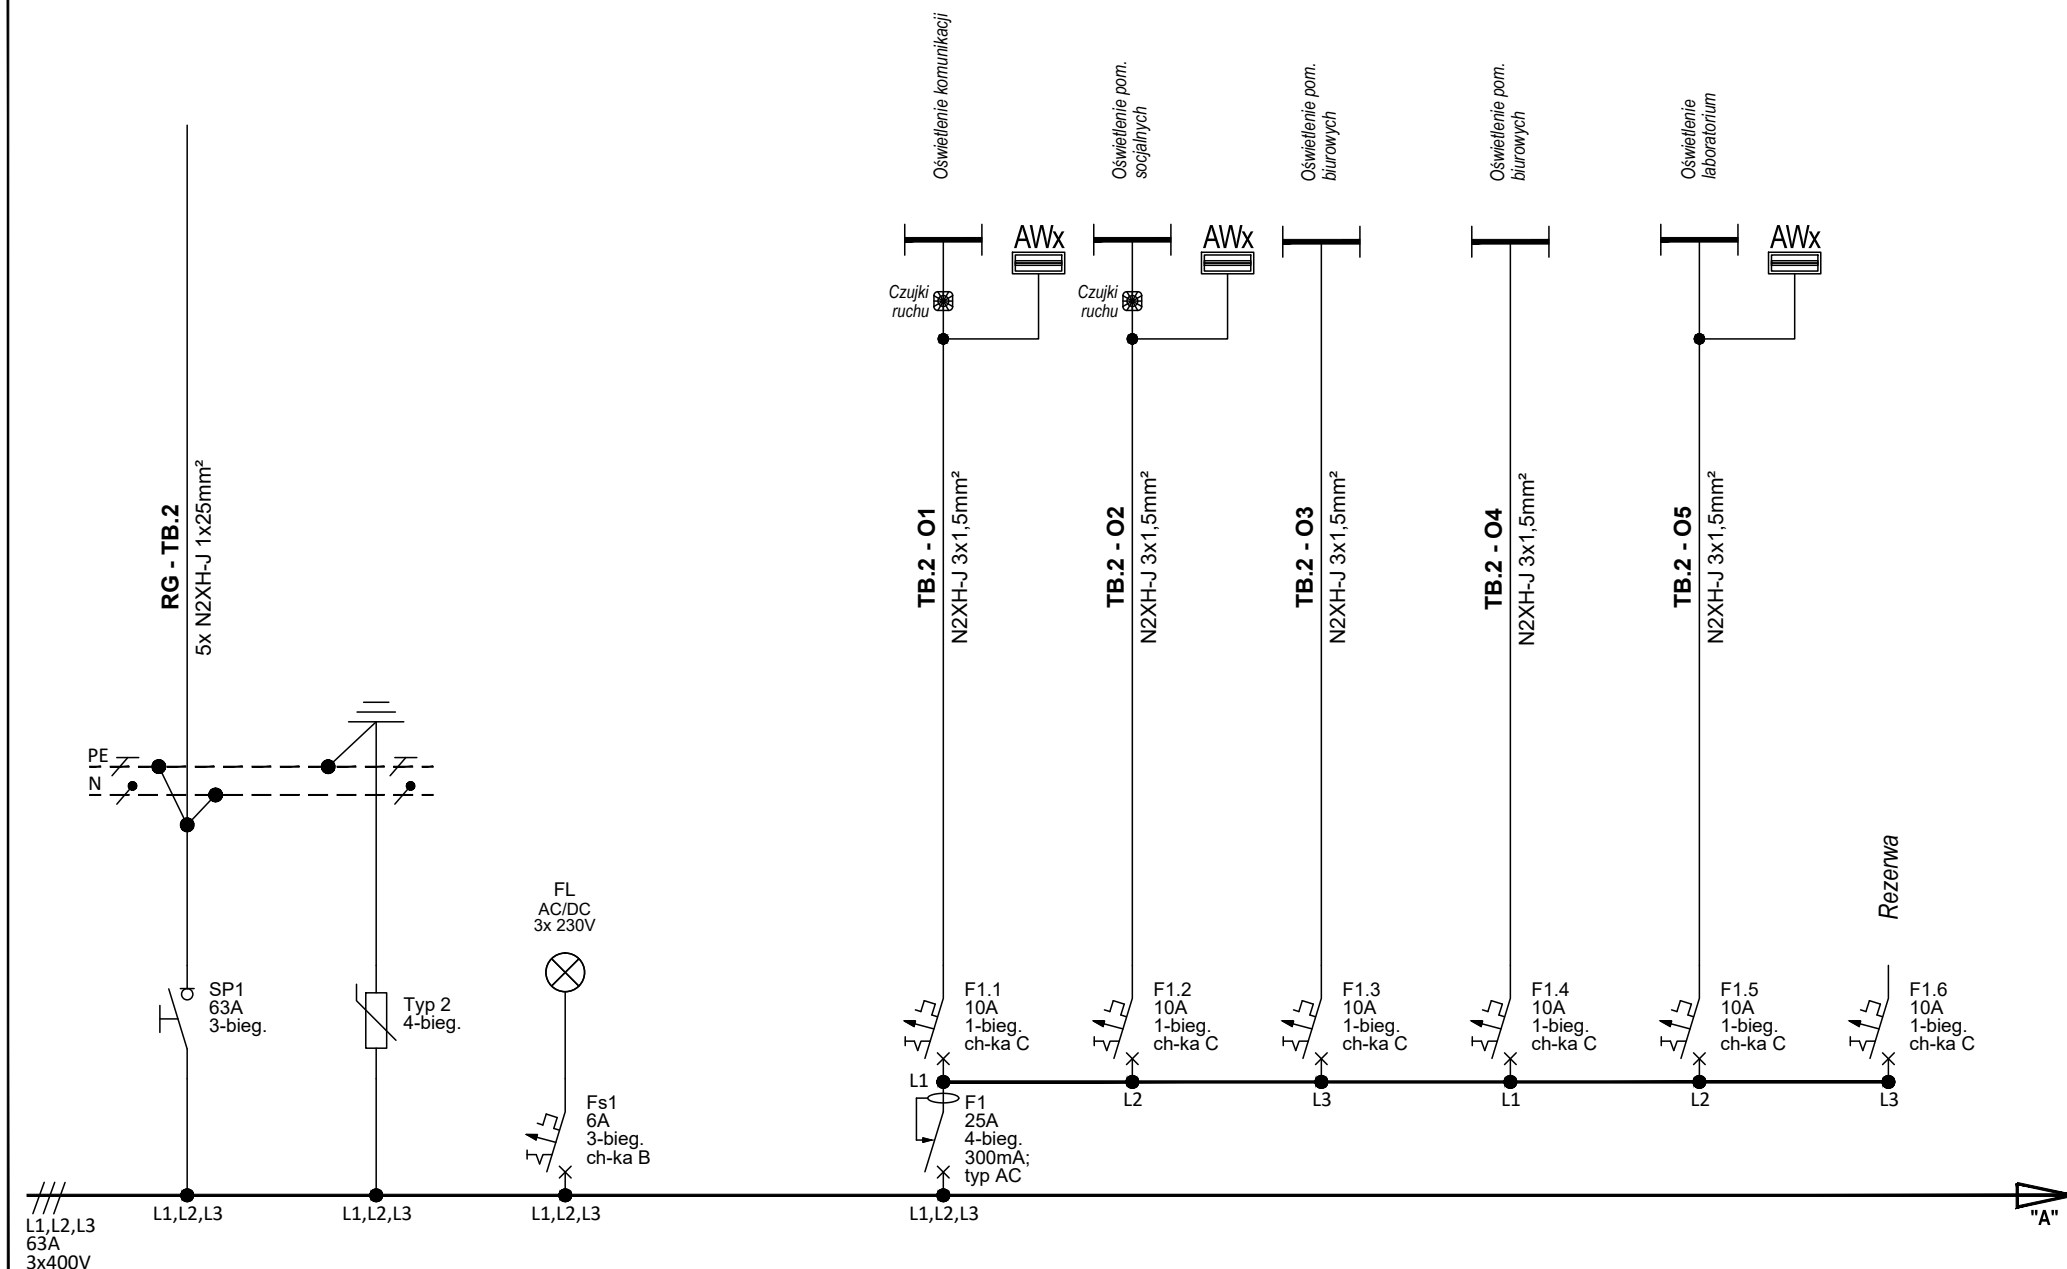 Oświetlenie komunikacji
Oświetlenie pom.
socjalnych
Oświetlenie pom.
biurowych
Oświetlenie pom.
biurowych
Oświetlenie
laboratorium
AWx
AWx
AWx
Czujki
ruchu
Czujki
ruchu
RG - TB.2
5x N2XH-J 1x25mm²
TB.2 - O1
N2XH-J 3x1,5mm²
TB.2 - O2
N2XH-J 3x1,5mm²
TB.2 - O3
N2XH-J 3x1,5mm²
TB.2 - O4
N2XH-J 3x1,5mm²
TB.2 - O5
N2XH-J 3x1,5mm²
PE
N
Rezerwa
FL
AC/DC
3x 230V
SP1
63A
3-bieg.
Typ 2
4-bieg.
F1.1
10A
1-bieg.
ch-ka C
F1.2
10A
1-bieg.
ch-ka C
F1.3
10A
1-bieg.
ch-ka C
F1.4
10A
1-bieg.
ch-ka C
F1.5
10A
1-bieg.
ch-ka C
F1.6
10A
1-bieg.
ch-ka C
L1
L2
L3
L1
L2
L3
Fs1
6A
3-bieg.
ch-ka B
F1
25A
4-bieg.
300mA;
typ AC
L1,L2,L3
63A
3x400V
L1,L2,L3
L1,L2,L3
L1,L2,L3
L1,L2,L3
"A"